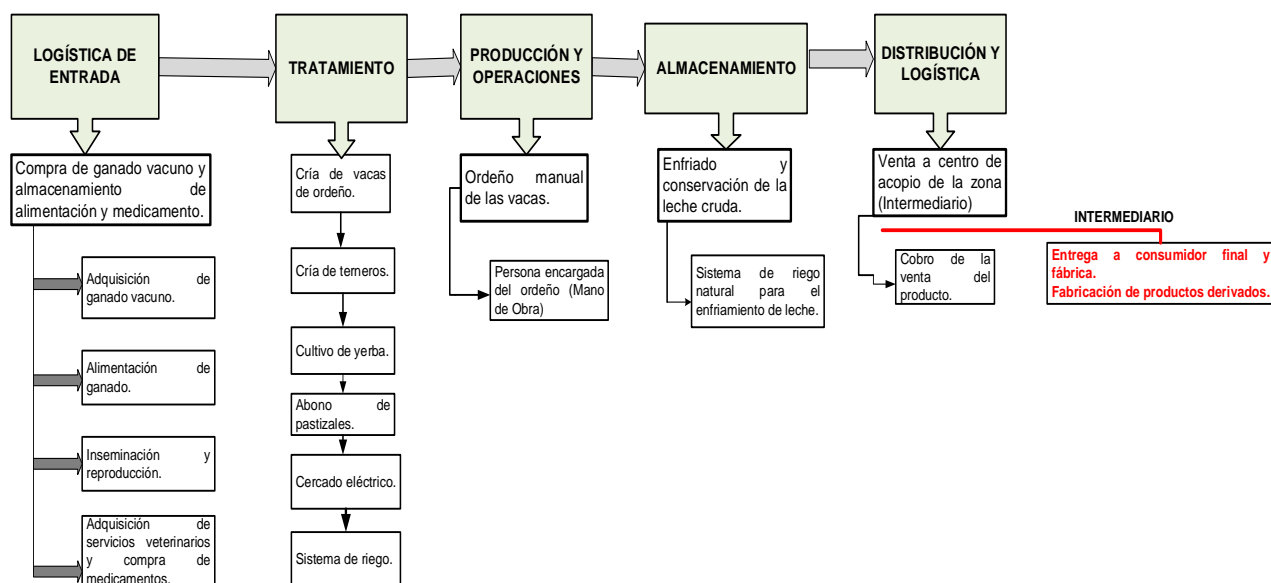 LOGÍSTICA DE
ENTRADA
TRATAMIENTO
PRODUCCIÓN Y
OPERACIONES
ALMACENAMIENTO
DISTRIBUCIÓN Y
LOGÍSTICA
Compra de ganado vacuno y
almacenamiento de
alimentación y medicamento.
Adquisición de
ganado vacuno.
Alimentación de
ganado.
Inseminación y
reproducción.
Adquisición de
servicios veterinarios
y compra de
medicamentos.
Cría de vacas
de ordeño.
Cría de terneros.
Cultivo de yerba.
Abono de
pastizales.
Cercado eléctrico.
Sistema de riego.
Ordeño manual
de las vacas.
Persona encargada
del ordeño (Mano
de Obra)
Enfriado y
conservación de la
leche cruda.
Sistema de riego
natural para el
enfriamiento de leche.
Venta a centro de
acopio de la zona
(Intermediario)
Cobro de la
venta del
producto.
INTERMEDIARIO
Entrega a consumidor final y
fábrica.
Fabricación de productos derivados.